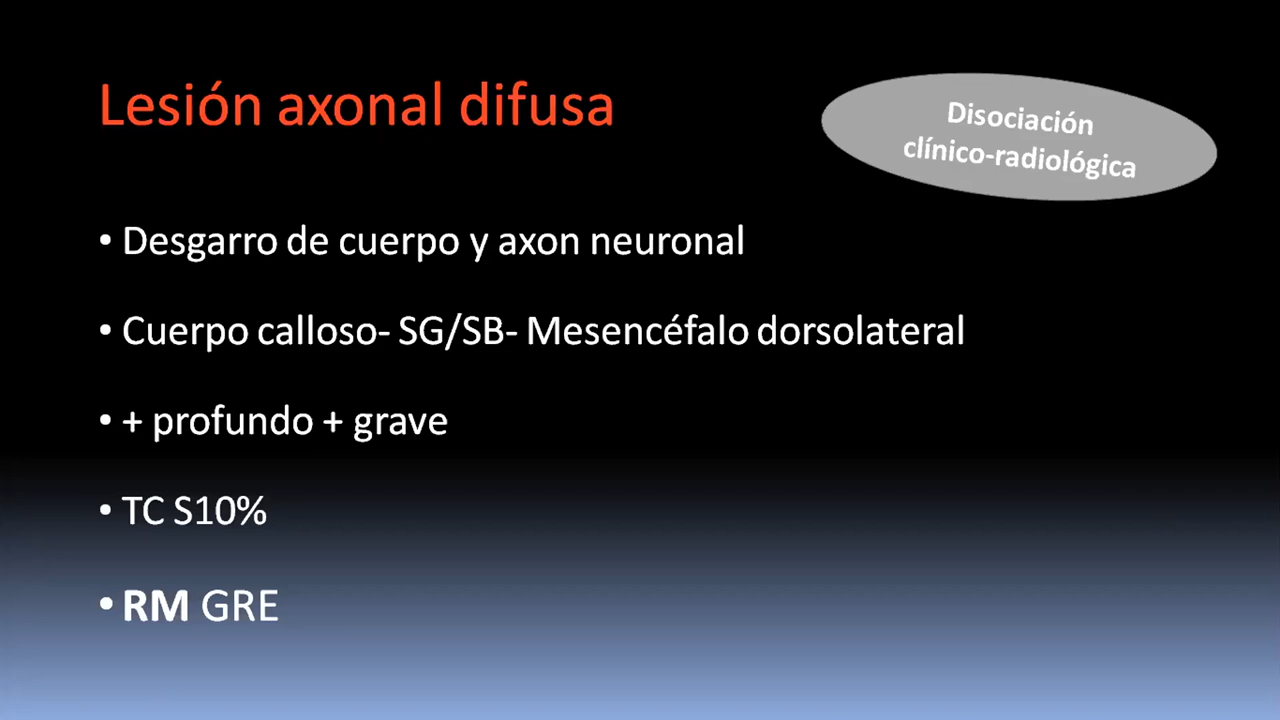 Lesión axonal difusa
Disociación
clínico-radiológica
• Desgarro de cuerpo y axon neuronal
• Cuerpo calloso- SG/SB- Mesencéfalo dorsolateral
• + profundo + grave
• TC S10%
• RM GRE